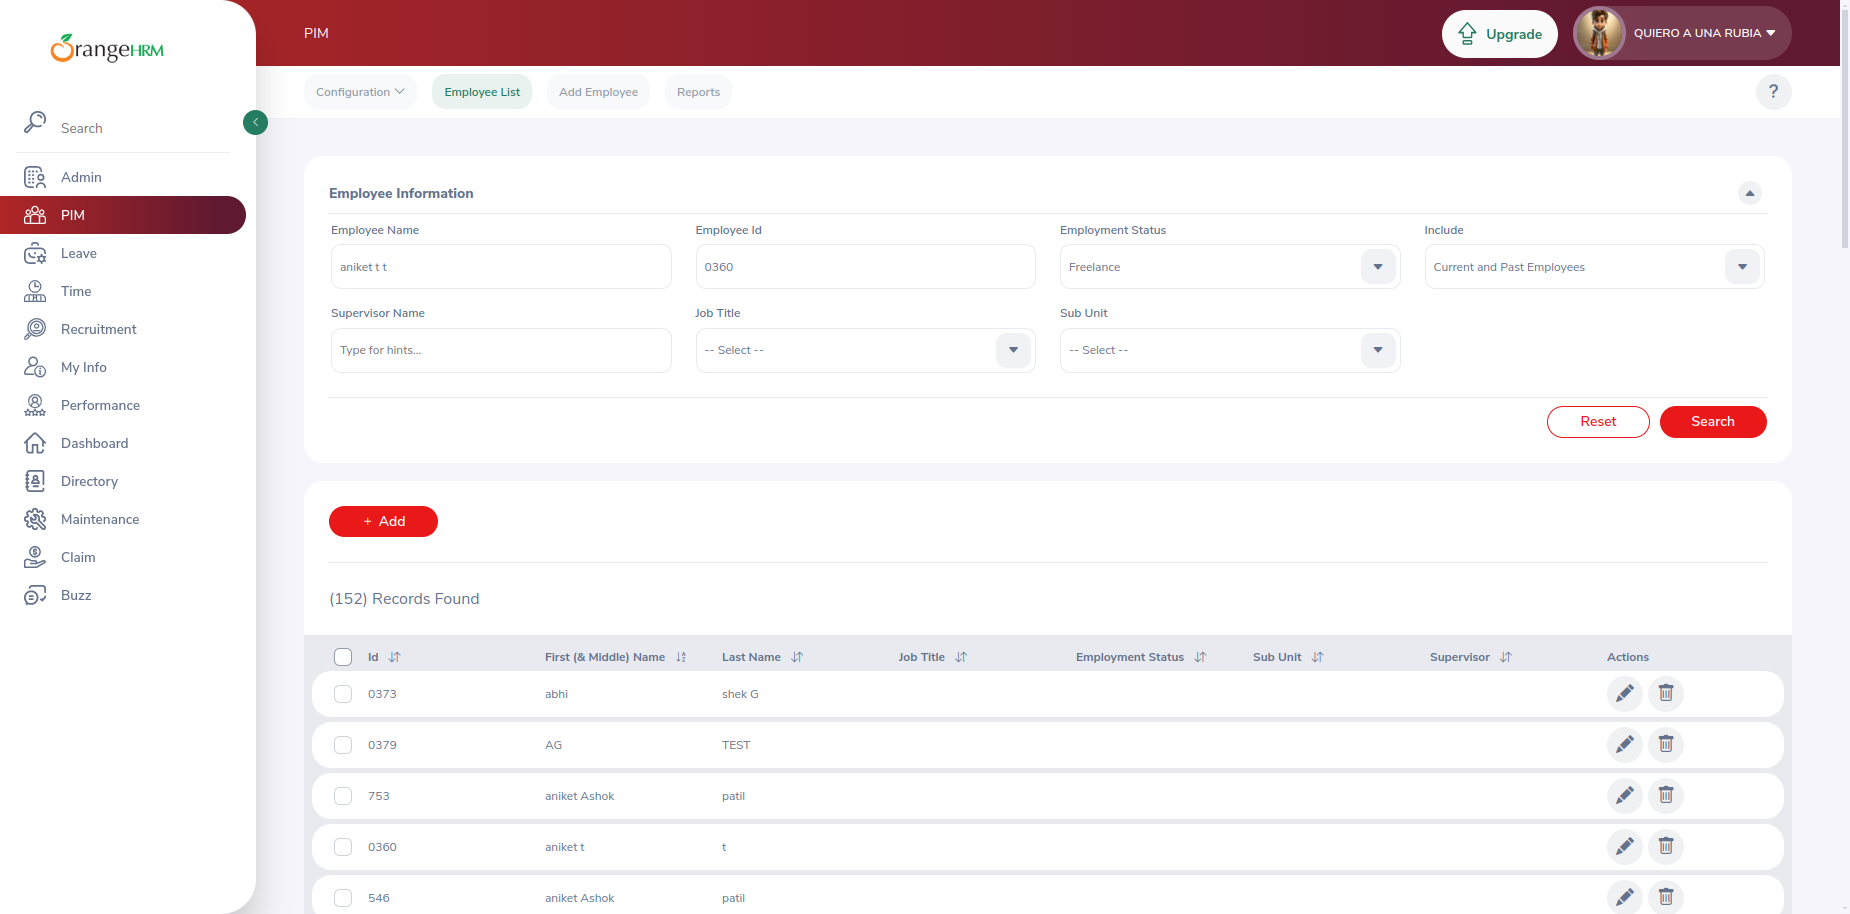 OrangeHRM
Search
Admin
PIM
Leave
Time
Recruitment
My Info
Performance
Dashboard
Directory
Maintenance
Claim
Buzz
PIM
Upgrade
QUIERO A UNA RUBIA
Configuration
Employee List
Add Employee
Reports
?
Employee Information
Employee Name
Employee Id
Employment Status
Include
aniket t t
0360
Freelance
Current and Past Employees
Supervisor Name
Job Title
Sub Unit
Type for hints...
-- Select --
-- Select --
Reset
Search
+ Add
(152) Records Found
Id First (& Middle) Name Last Name Job Title Employment Status Sub Unit Supervisor Actions
0373 abhi shek G
0379 AG TEST
753 aniket Ashok patil
0360 aniket t t
546 aniket Ashok patil